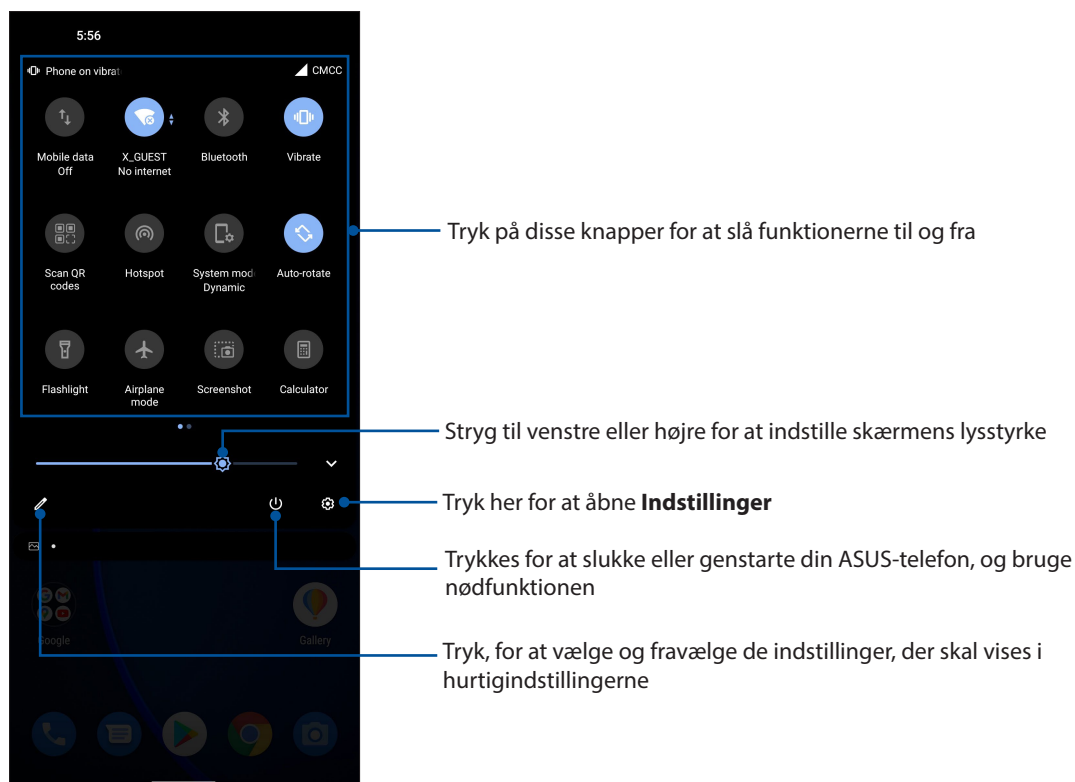 5:56
Phone on vibrat
CMCC
Mobile data
Off
X_GUEST
No internet
Bluetooth
Vibrate
Scan QR
codes
Hotspot
System mod
Dynamic
Auto-rotate
Flashlight
Airplane
mode
Screenshot
Calculator
Google
Gallery
Tryk på disse knapper for at slå funktionerne til og fra
Stryg til venstre eller højre for at indstille skærmens lysstyrke
Tryk her for at åbne Indstillinger
Trykkes for at slukke eller genstarte din ASUS-telefon, og bruge
nødfunktionen
Tryk, for at vælge og fravælge de indstillinger, der skal vises i
hurtigindstillingerne